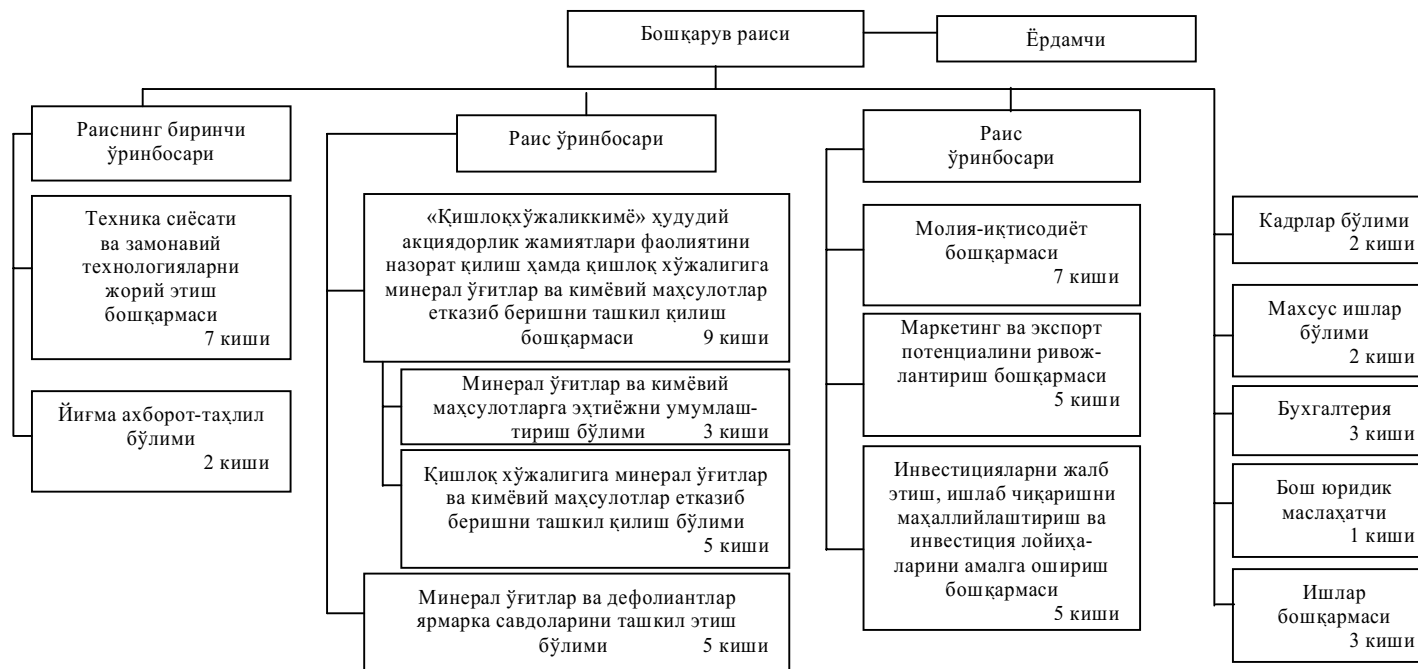 Бошқарув раиси
Ёрдамчи
Раиснинг биринчи
ўринбосари
Техника сиёсати
ва замонавий
технологияларни
жорий этиш
бошқармаси
7 киши
Йиғма ахборот-таҳлил
бўлими
2 киши
Раис ўринбосари
«Қишлоқхўжаликкимё» ҳудудий
акциядорлик жамиятлари фаолиятини
назорат қилиш ҳамда қишлоқ хўжалигига
минерал ўғитлар ва кимёвий маҳсулотлар
етказиб беришни ташкил қилиш
бошқармаси 9 киши
Минерал ўғитлар ва кимёвий
маҳсулотларга эҳтиёжни умумлаш-
тириш бўлими 3 киши
Қишлоқ хўжалигига минерал ўғитлар
ва кимёвий маҳсулотлар етказиб
беришни ташкил қилиш бўлими
5 киши
Минерал ўғитлар ва дефолиантлар
ярмарка савдоларини ташкил этиш
бўлими 5 киши
Раис
ўринбосари
Молия-иқтисодиёт
бошқармаси
7 киши
Маркетинг ва экспорт
потенциалини ривож-
лантириш бошқармаси
5 киши
Инвестицияларни жалб
этиш, ишлаб чиқаришни
маҳаллийлаштириш ва
инвестиция лойиҳа-
ларини амалга ошириш
бошқармаси
5 киши
Кадрлар бўлими
2 киши
Махсус ишлар
бўлими
2 киши
Бухгалтерия
3 киши
Бош юридик
маслаҳатчи
1 киши
Ишлар
бошқармаси
3 киши